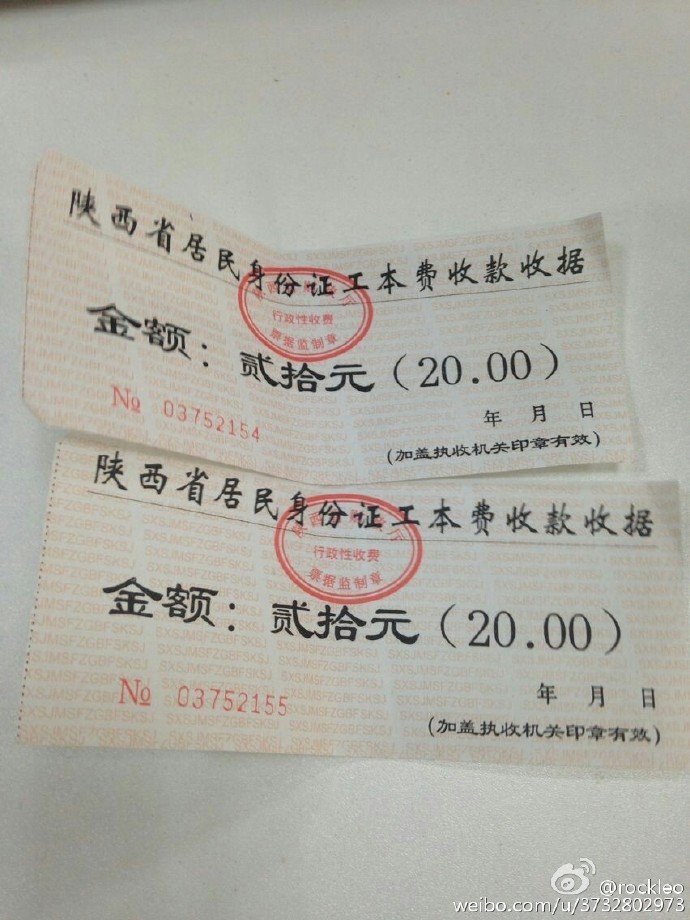 陕西省居民身份证工本费收款收据
行政性收费
票据监制章
金额：贰拾元（20.00）
№ 03752154
年 月 日
(加盖执收机关印章有效)
陕西省居民身份证工本费收款收据
行政性收费
票据监制章
金额：贰拾元（20.00）
№ 03752155
年 月 日
(加盖执收机关印章有效)
@rockleo
weibo.com/u/3732802973